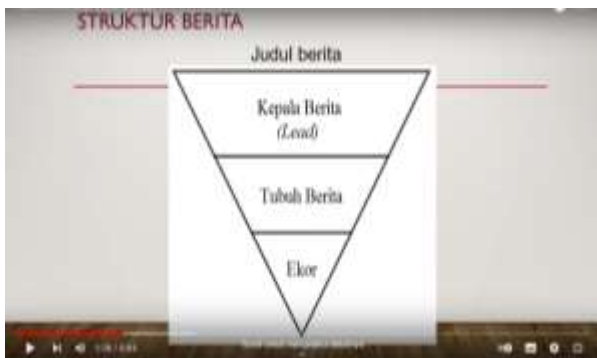 STRUKTUR BERITA
Judul berita
Kepala Berita
(Lead)
Tubuh Berita
Ekor